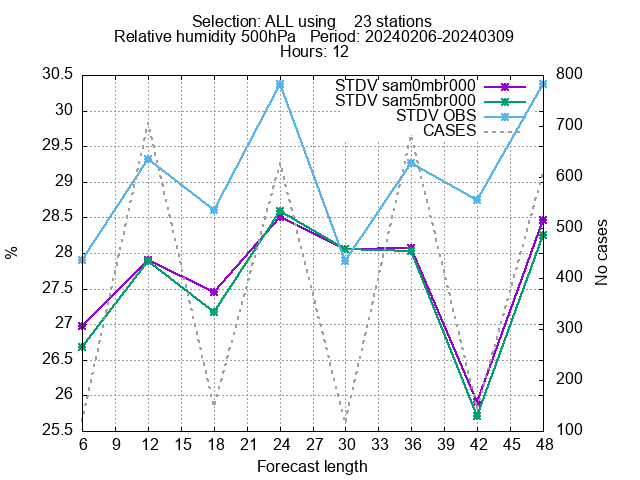 Selection: ALL using    23 stations
Relative humidity 500hPa   Period: 20240206-20240309
Hours: 12
STDV sam0mbr000
STDV sam5mbr000
STDV OBS
CASES
30.5
30
29.5
29
28.5
28
27.5
27
26.5
26
25.5
%
800
700
600
500
400
300
200
100
No cases
6 9 12 15 18 21 24 27 30 33 36 39 42 45 48
Forecast length